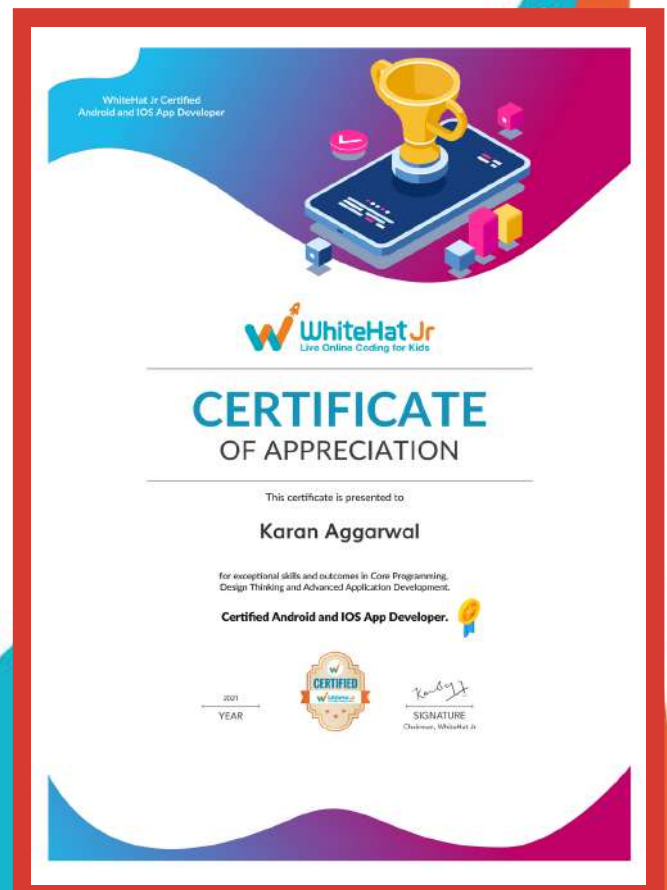 WhiteHat Jr Certified
Android and IOS App Developer
WhiteHat Jr
Live Online Coding for Kids
CERTIFICATE
OF APPRECIATION
This certificate is presented to
Karan Aggarwal
for exceptional skills and outcomes in Core Programming,
Design Thinking and Advanced Application Development.
Certified Android and IOS App Developer.
CERTIFIED
WhiteHat Jr
2021
YEAR
SIGNATURE
Chairman, WhiteHat Jr